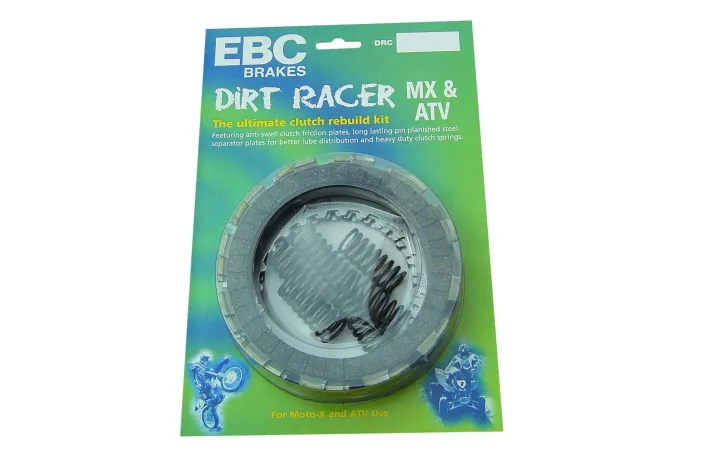 EBC
BRAKES
DRC
DIRT RACER
MX &
ATV
The ultimate clutch rebuild kit
Featuring anti-swell clutch friction plates, long lasting pin planished steel
separator plates for better lube distribution and heavy duty clutch springs.
For Moto-X and ATV Use